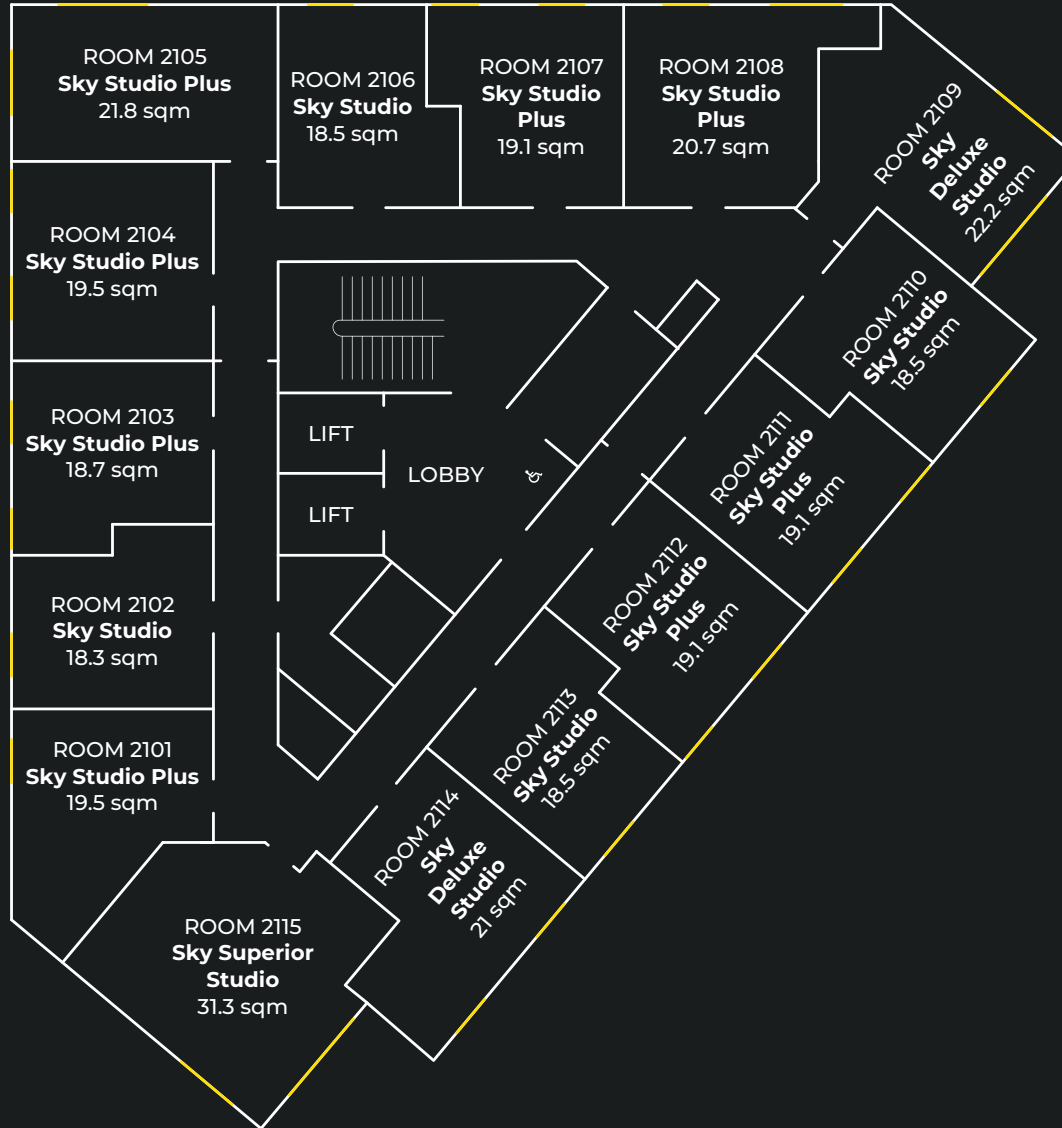 ROOM 2105
Sky Studio Plus
21.8 sqm
ROOM 2106
Sky Studio
18.5 sqm
ROOM 2107
Sky Studio
Plus
19.1 sqm
ROOM 2108
Sky Studio
Plus
20.7 sqm
ROOM 2109
Sky
Deluxe
Studio
22.2 sqm
ROOM 2104
Sky Studio Plus
19.5 sqm
ROOM 2110
Sky Studio
18.5 sqm
ROOM 2103
Sky Studio Plus
18.7 sqm
LIFT
LOBBY
LIFT
ROOM 2111
Sky Studio
Plus
19.1 sqm
ROOM 2112
Sky Studio
Plus
19.1 sqm
ROOM 2102
Sky Studio
18.3 sqm
ROOM 2113
Sky Studio
18.5 sqm
ROOM 2101
Sky Studio Plus
19.5 sqm
ROOM 2114
Sky
Deluxe
Studio
21 sqm
ROOM 2115
Sky Superior
Studio
31.3 sqm